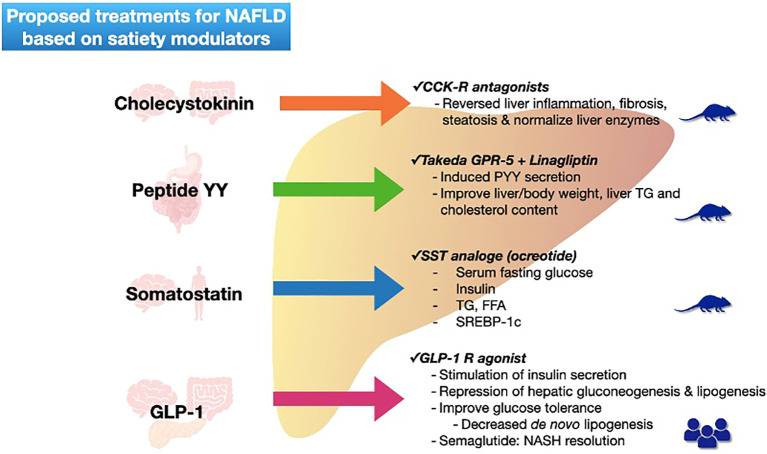 Proposed treatments for NAFLD
based on satiety modulators
Cholecystokinin
✓CCK-R antagonists
- Reversed liver inflammation, fibrosis,
steatosis & normalize liver enzymes
Peptide YY
✓Takeda GPR-5 + Linagliptin
- Induced PYY secretion
- Improve liver/body weight, liver TG and
cholesterol content
Somatostatin
✓SST analoge (ocreotide)
- Serum fasting glucose
- Insulin
- TG, FFA
- SREBP-1c
GLP-1
✓GLP-1 R agonist
- Stimulation of insulin secretion
- Repression of hepatic gluconeogenesis & lipogenesis
- Improve glucose tolerance
- Decreased de novo lipogenesis
- Semaglutide: NASH resolution